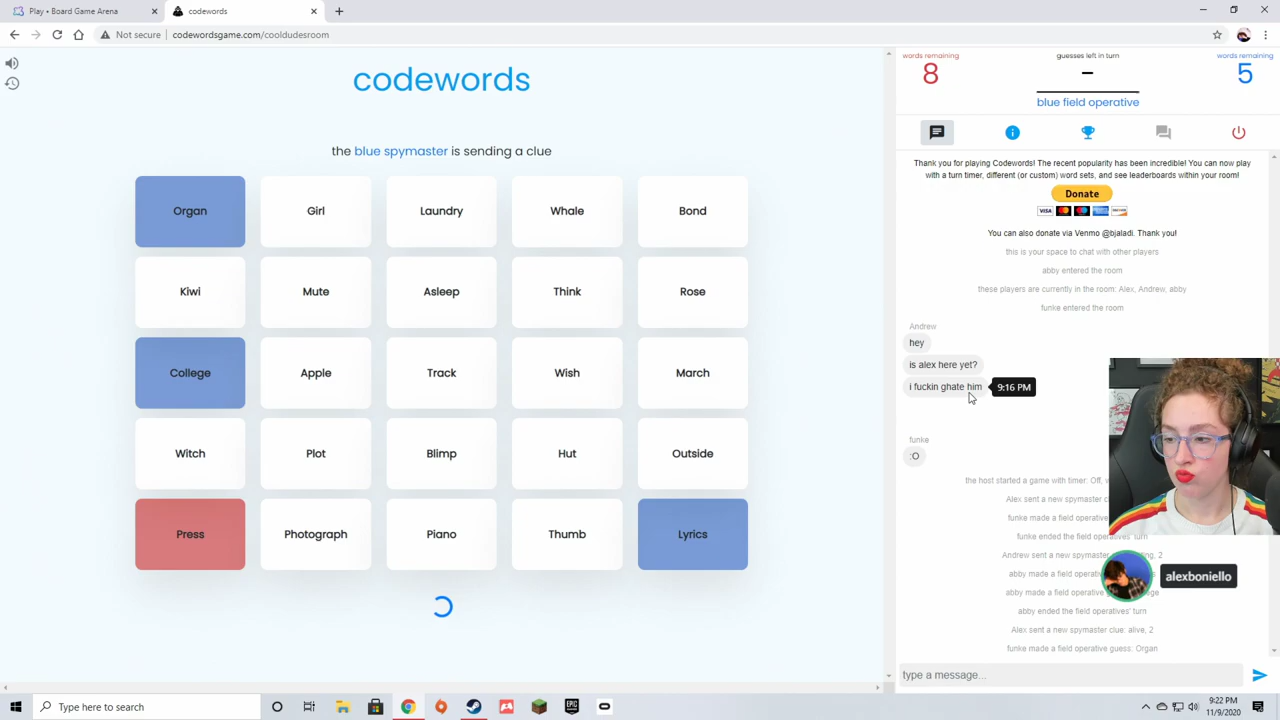 Play • Board Game Arena
codewords
Not secure
codewordsgame.com/cooldudesroom
codewords
the blue spymaster is sending a clue
Organ
Girl
Laundry
Whale
Bond
Kiwi
Mute
Asleep
Think
Rose
College
Apple
Track
Wish
March
Witch
Plot
Blimp
Hut
Outside
Press
Photograph
Piano
Thumb
Lyrics
words remaining
8
guesses left in turn
–
blue field operative
words remaining
5
Thank you for playing Codewords! The recent popularity has been incredible! You can now play
with a turn timer, different (or custom) word sets, and see leaderboards within your room!
Donate
VISA
You can also donate via Venmo @bjaladi. Thank you!
this is your space to chat with other players
abby entered the room
these players are currently in the room: Alex, Andrew, abby
funke entered the room
Andrew
hey
is alex here yet?
i fuckin ghate him
9:16 PM
funke
:O
the host started a game with timer: Off,
Alex sent a new spymaster
funke made a field operative
funke ended the field operatives' turn
Andrew sent a new spymaster , 2
abby made a field
abby made a field operative
abby ended the field operatives' turn
Alex sent a new spymaster clue: alive, 2
funke made a field operative guess: Organ
alexboniello
type a message...
Type here to search
EPIC
9:22 PM
11/9/2020